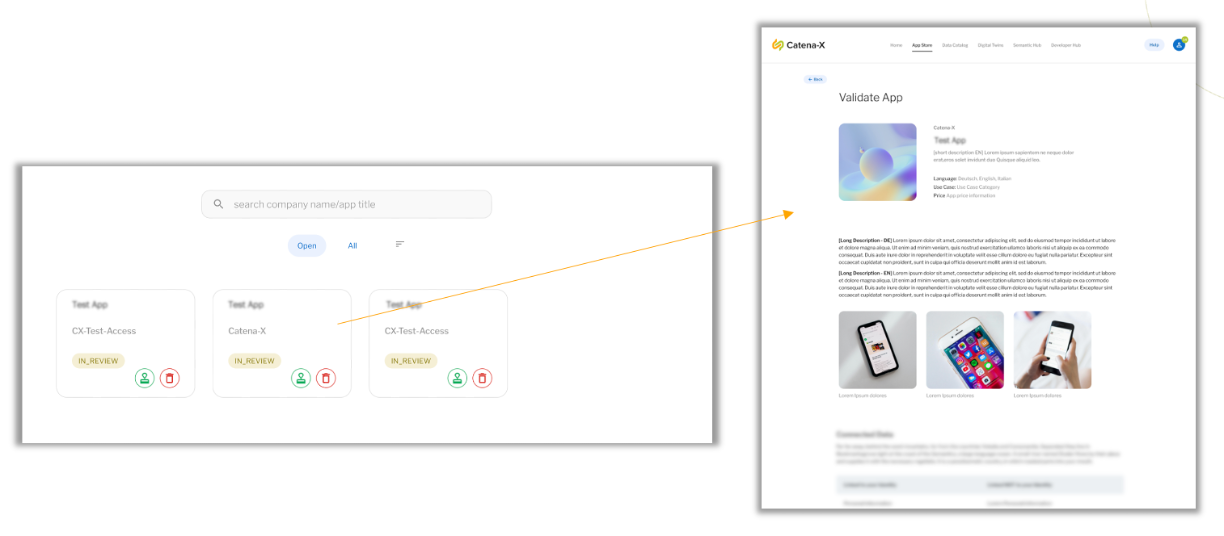 search company name/app title
Open
All
Test App
CX-Test-Access
IN_REVIEW
Test App
Catena-X
IN_REVIEW
Test App
CX-Test-Access
IN_REVIEW
Catena-X
Home
App Store
Data Catalog
Digital Twins
Semantic Hub
Developer Hub
Help
← Back
Validate App
Catena-X
Test App
[short description EN] Lorem ipsum
dolor
Language: Deutsch, English, Italian
Use Case: Use Case Category
Price App price information
[Long Description - DE] Lorem ipsum dolor sit amet, consectetur adipiscing elit, sed do eiusmod tempor incididunt ut labore
et dolore magna aliqua. Ut enim ad minim veniam, quis nostrud exercitation ullamco laboris nisi ut aliquip ex ea commodo
consequat. Duis aute irure dolor in reprehenderit in voluptate velit esse cillum dolore eu fugiat nulla pariatur. Excepteur sint
occaecat cupidatat non proident, sunt in culpa qui officia deserunt mollit anim id est laborum.
[Long Description - EN] Lorem ipsum dolor sit amet, consectetur adipiscing elit, sed do eiusmod tempor incididunt ut labore
et dolore magna aliqua. Ut enim ad minim veniam, quis nostrud exercitation ullamco laboris nisi ut aliquip ex ea commodo
consequat. Duis aute irure dolor in reprehenderit in voluptate velit esse cillum dolore eu fugiat nulla pariatur. Excepteur sint
occaecat cupidatat non proident, sunt in culpa qui officia deserunt mollit anim id est laborum.
Lorem Ipsum dolores
Lorem Ipsum dolores
Lorem Ipsum dolores
Connected Data